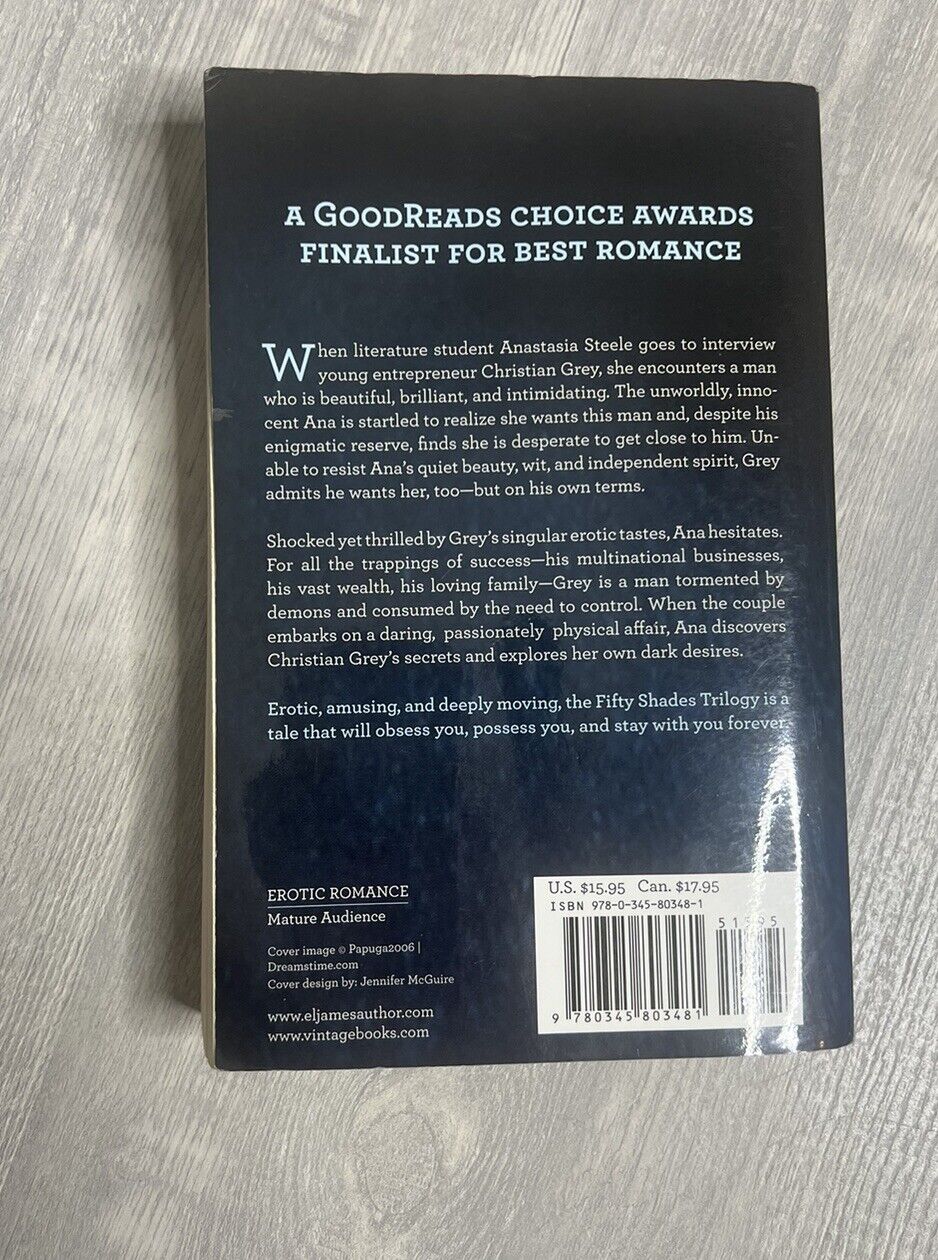 A GOODREADS CHOICE AWARDS
FINALIST FOR BEST ROMANCE
When literature student Anastasia Steele goes to interview
young entrepreneur Christian Grey, she encounters a man
who is beautiful, brilliant, and intimidating. The unworldly, inno-
cent Ana is startled to realize she wants this man and, despite his
enigmatic reserve, finds she is desperate to get close to him. Un-
able to resist Ana's quiet beauty, wit, and independent spirit, Grey
admits he wants her, too—but on his own terms.
Shocked yet thrilled by Grey's singular erotic tastes, Ana hesitates.
For all the trappings of success—his multinational businesses,
his vast wealth, his loving family—Grey is a man tormented by
demons and consumed by the need to control. When the couple
embarks on a daring, passionately physical affair, Ana discovers
Christian Grey's secrets and explores her own dark desires.
Erotic, amusing, and deeply moving, the Fifty Shades Trilogy is a
tale that will obsess you, possess you, and stay with you forever.
EROTIC ROMANCE
Mature Audience
Cover image © Papuga2006 |
Dreamstime.com
Cover design by: Jennifer McGuire
www.eljamesauthor.com
www.vintagebooks.com
U.S. $15.95 Can. $17.95
ISBN 978-0-345-80348-1
51595
9 780345 803481